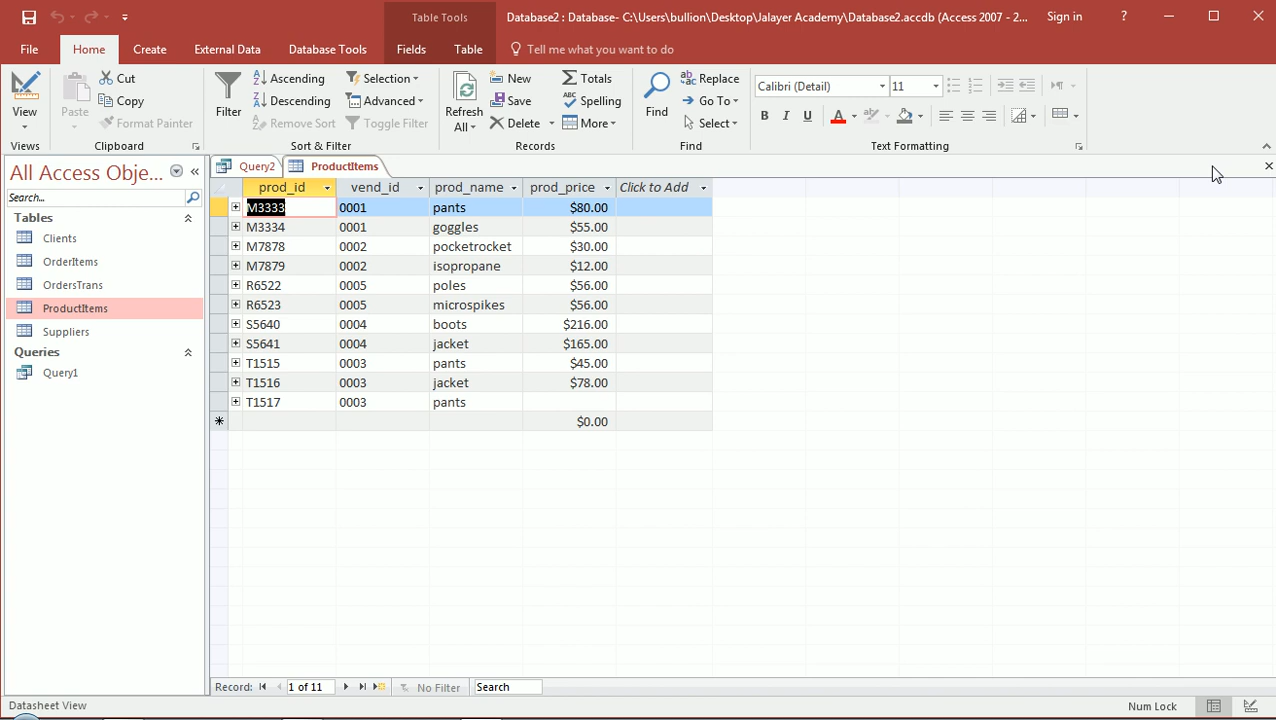 Table Tools
Database2 : Database- C:\Users\bullion\Desktop\Jalayer Academy\Database2.accdb (Access 2007 - 2...
Sign in
?
File Home Create External Data Database Tools Fields Table Tell me what you want to do
View
Views
Paste
Cut
Copy
Format Painter
Clipboard
Filter
Ascending
Descending
Remove Sort
Selection
Advanced
Toggle Filter
Sort & Filter
Refresh
All
New
Save
Delete
Totals
Spelling
More
Records
Find
Replace
Go To
Select
Find
Calibri (Detail) 11
B I U A
Text Formatting
All Access Obje...
Search...
Tables
Clients
OrderItems
OrdersTrans
ProductItems
Suppliers
Queries
Query1
Query2 ProductItems
prod_id vend_id prod_name prod_price Click to Add
M3333 0001 pants $80.00
M3334 0001 goggles $55.00
M7878 0002 pocketrocket $30.00
M7879 0002 isopropane $12.00
R6522 0005 poles $56.00
R6523 0005 microspikes $56.00
S5640 0004 boots $216.00
S5641 0004 jacket $165.00
T1515 0003 pants $45.00
T1516 0003 jacket $78.00
T1517 0003 pants
$0.00
Record: 1 of 11 No Filter Search
Datasheet View Num Lock